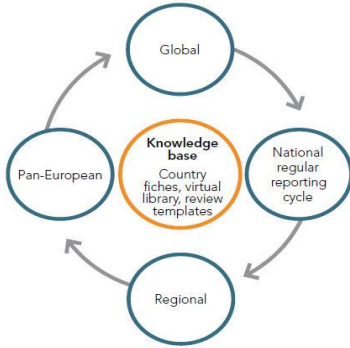 Global
Knowledge
base
Country
fiches, virtual
library, review
templates
National
regular
reporting
cycle
Pan-European
Regional